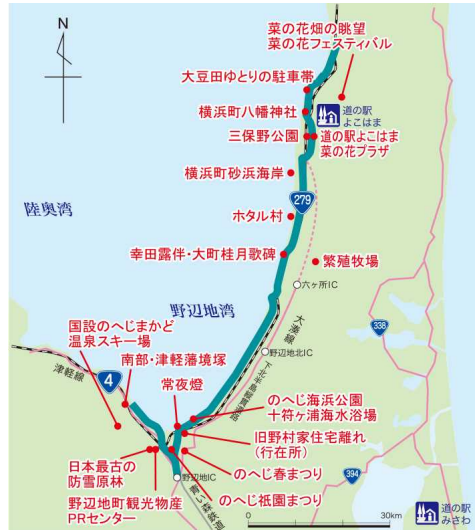 菜の花畑の眺望
菜の花フェスティバル
大豆田ゆとりの駐車帯
横浜町八幡神社
道の駅
よこはま
三保野公園
道の駅よこはま
菜の花プラザ
横浜町砂浜海岸
陸奥湾
279
ホタル村
幸田露伴・大町桂月歌碑
繁殖牧場
六ヶ所IC
野辺地湾
国設のへじまかど
温泉スキー場
大湊線
338
南部・津軽藩境塚
野辺地北IC
津軽線
4
下北半島縦貫道路
常夜燈
のへじ海浜公園
十符ヶ浦海水浴場
旧野村家住宅離れ
(行在所)
日本最古の
防雪原林
のへじ春まつり
野辺地IC
394
野辺地町観光物産
PRセンター
のへじ祇園まつり
青い森鉄道
道の駅
みさわ
0
30km